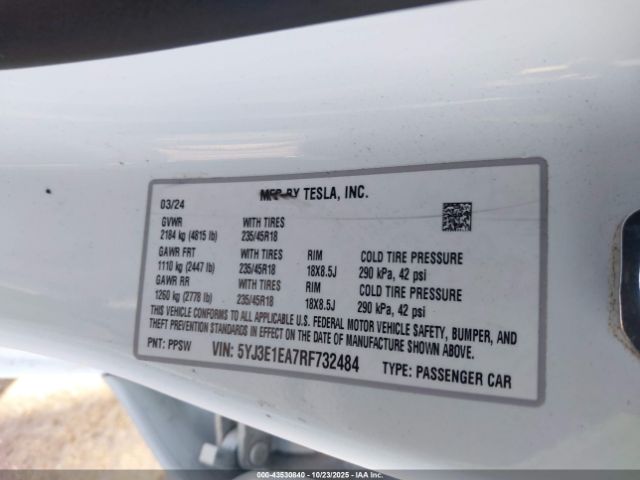 MFD BY TESLA, INC.
03/24
GVWR WITH TIRES
2184 kg (4815 lb) 235/45R18
GAWR FRT WITH TIRES RIM COLD TIRE PRESSURE
1110 kg (2447 lb) 235/45R18 18X8.5J 290 kPa, 42 psi
GAWR RR WITH TIRES RIM COLD TIRE PRESSURE
1260 kg (2778 lb) 235/45R18 18X8.5J 290 kPa, 42 psi
THIS VEHICLE CONFORMS TO ALL APPLICABLE U.S. FEDERAL MOTOR VEHICLE SAFETY, BUMPER, AND
THEFT PREVENTION STANDARDS IN EFFECT ON THE DATE OF MANUFACTURE SHOWN ABOVE.
PNT: PPSW VIN: 5YJ3E1EA7RF732484 TYPE: PASSENGER CAR
000-43530840 - 10/23/2025 - IAA, Inc.